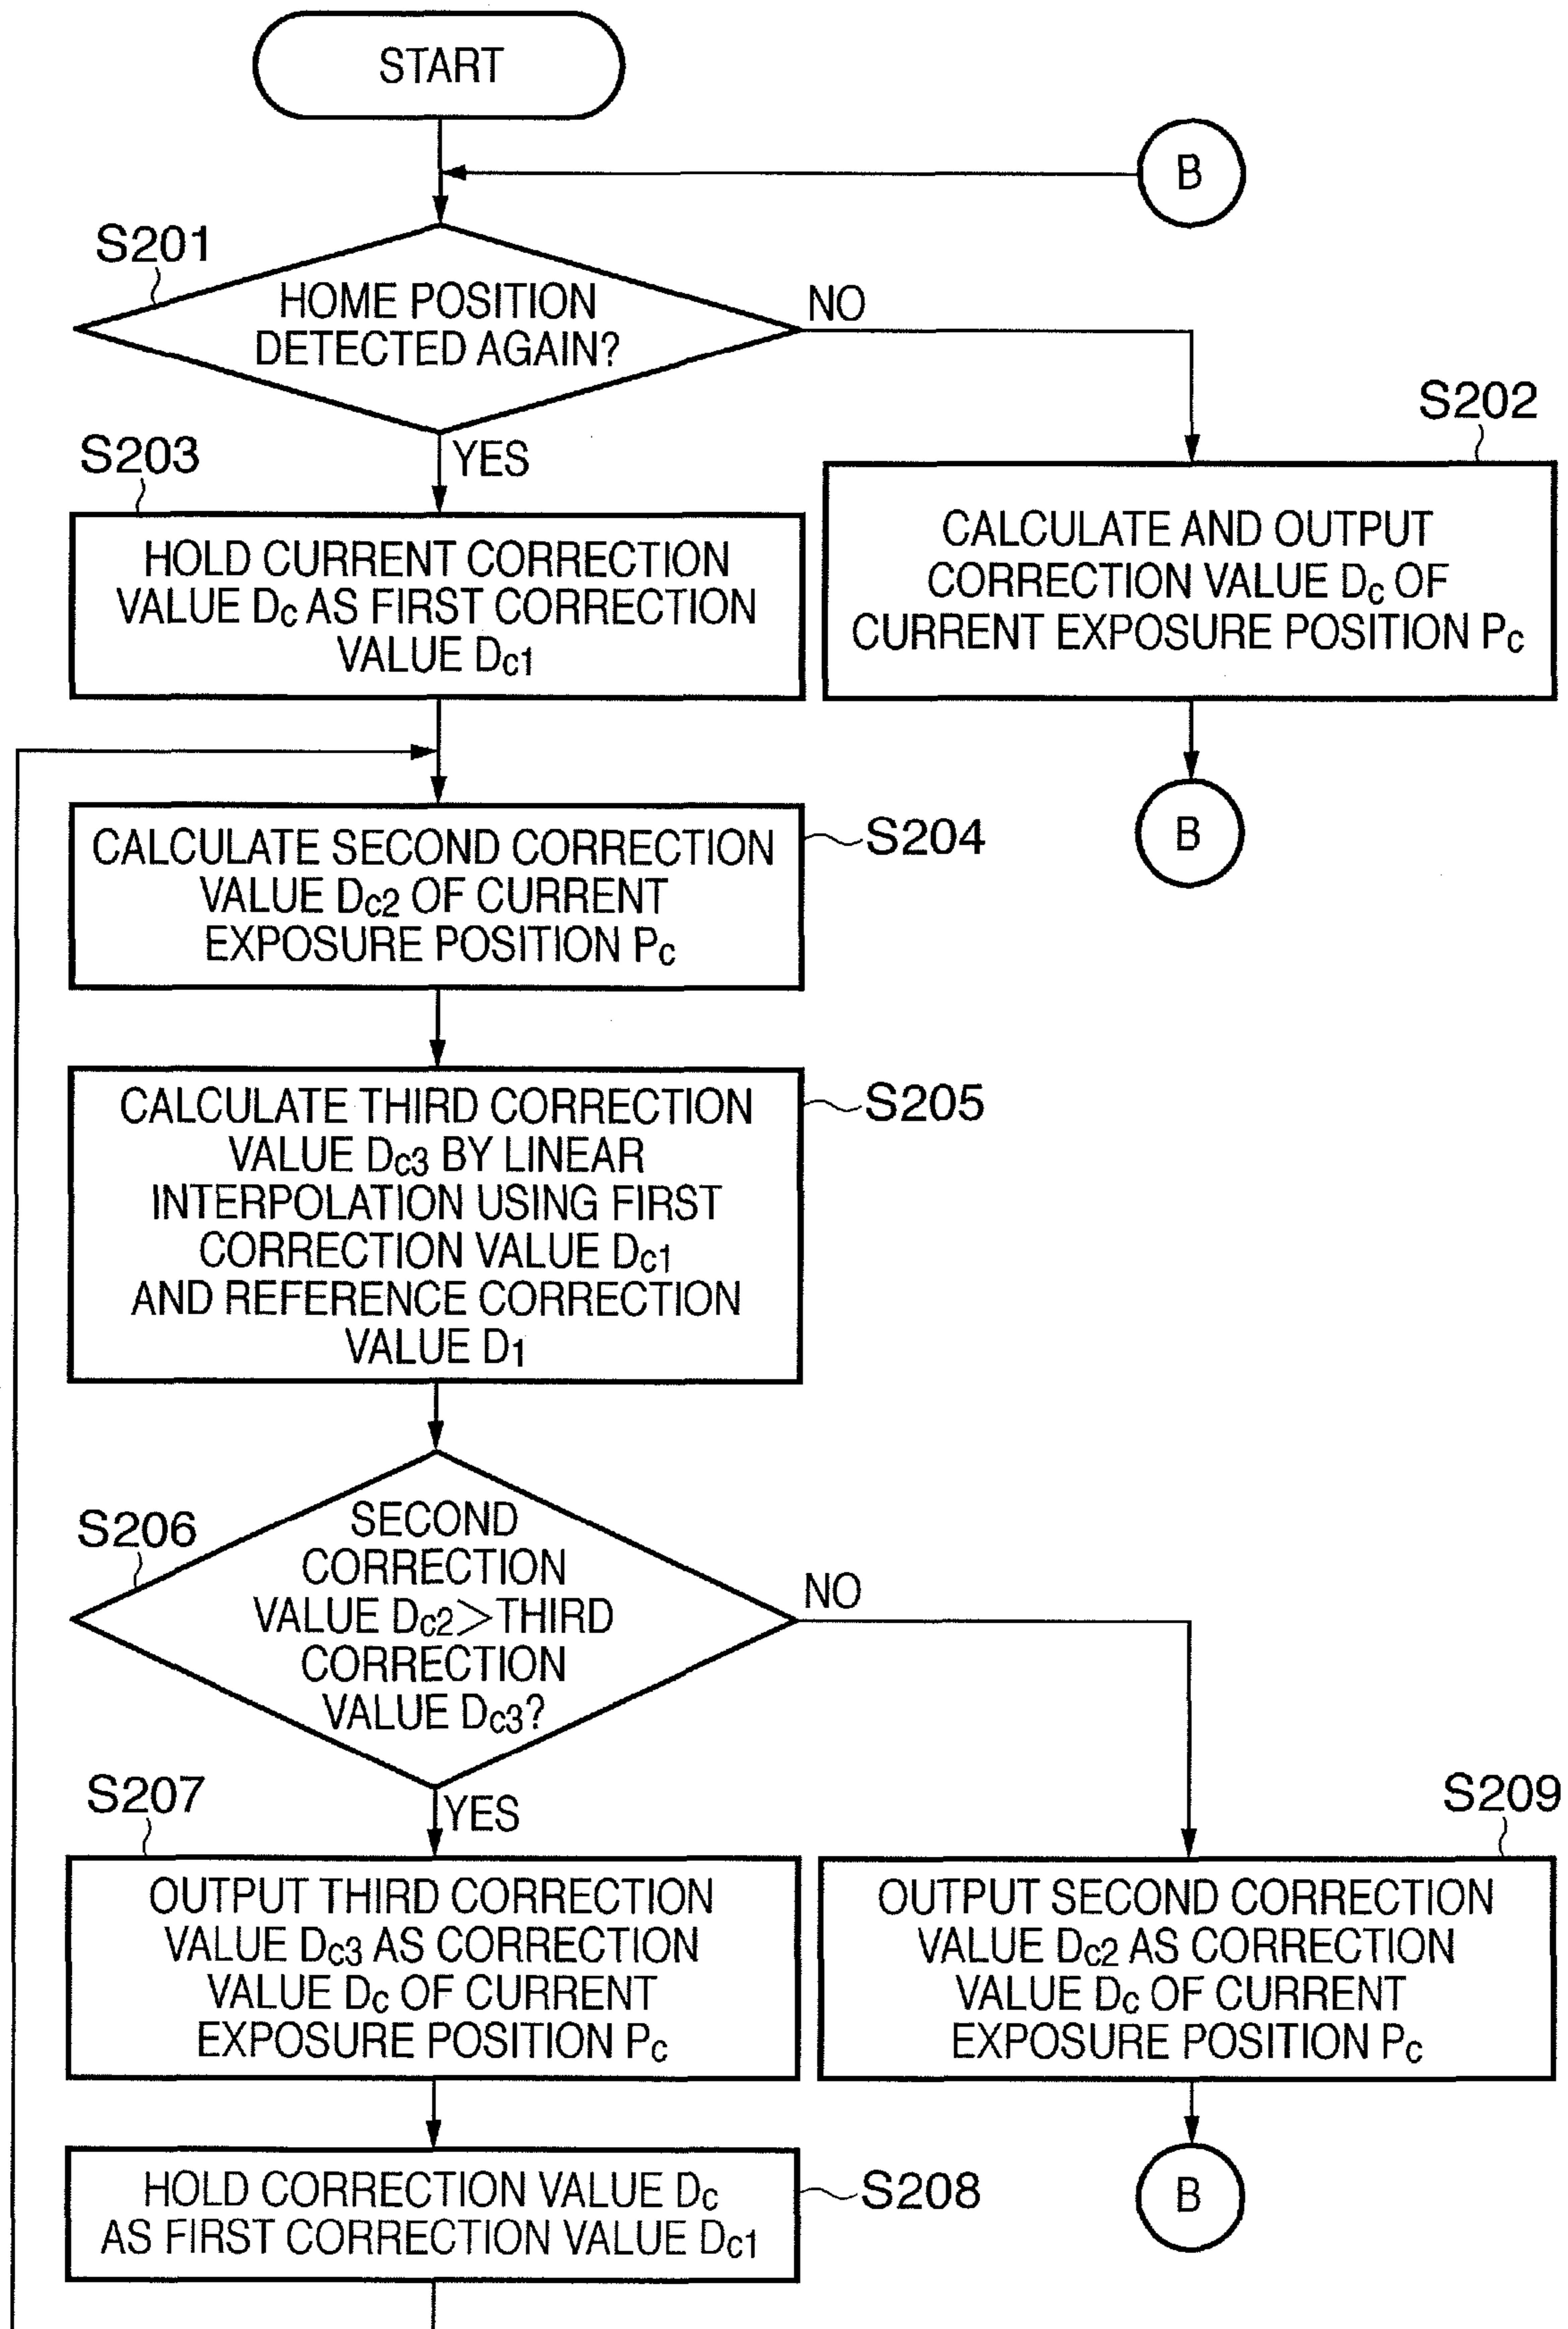 START
B
S201
HOME POSITION
DETECTED AGAIN?
NO
S202
CALCULATE AND OUTPUT
CORRECTION VALUE Dc OF
CURRENT EXPOSURE POSITION Pc
B
YES
S203
HOLD CURRENT CORRECTION
VALUE Dc AS FIRST CORRECTION
VALUE Dc1
CALCULATE SECOND CORRECTION
VALUE Dc2 OF CURRENT
EXPOSURE POSITION Pc
S204
CALCULATE THIRD CORRECTION
VALUE Dc3 BY LINEAR
INTERPOLATION USING FIRST
CORRECTION VALUE Dc1
AND REFERENCE CORRECTION
VALUE D1
S205
S206
SECOND
CORRECTION
VALUE Dc2>THIRD
CORRECTION
VALUE Dc3?
NO
YES
S207
OUTPUT THIRD CORRECTION
VALUE Dc3 AS CORRECTION
VALUE Dc OF CURRENT
EXPOSURE POSITION Pc
S209
OUTPUT SECOND CORRECTION
VALUE Dc2 AS CORRECTION
VALUE Dc OF CURRENT
EXPOSURE POSITION Pc
HOLD CORRECTION VALUE Dc
AS FIRST CORRECTION VALUE Dc1
S208
B